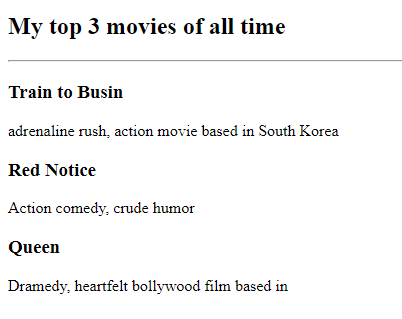 My top 3 movies of all time
Train to Busin
adrenaline rush, action movie based in South Korea
Red Notice
Action comedy, crude humor
Queen
Dramedy, heartfelt bollywood film based in